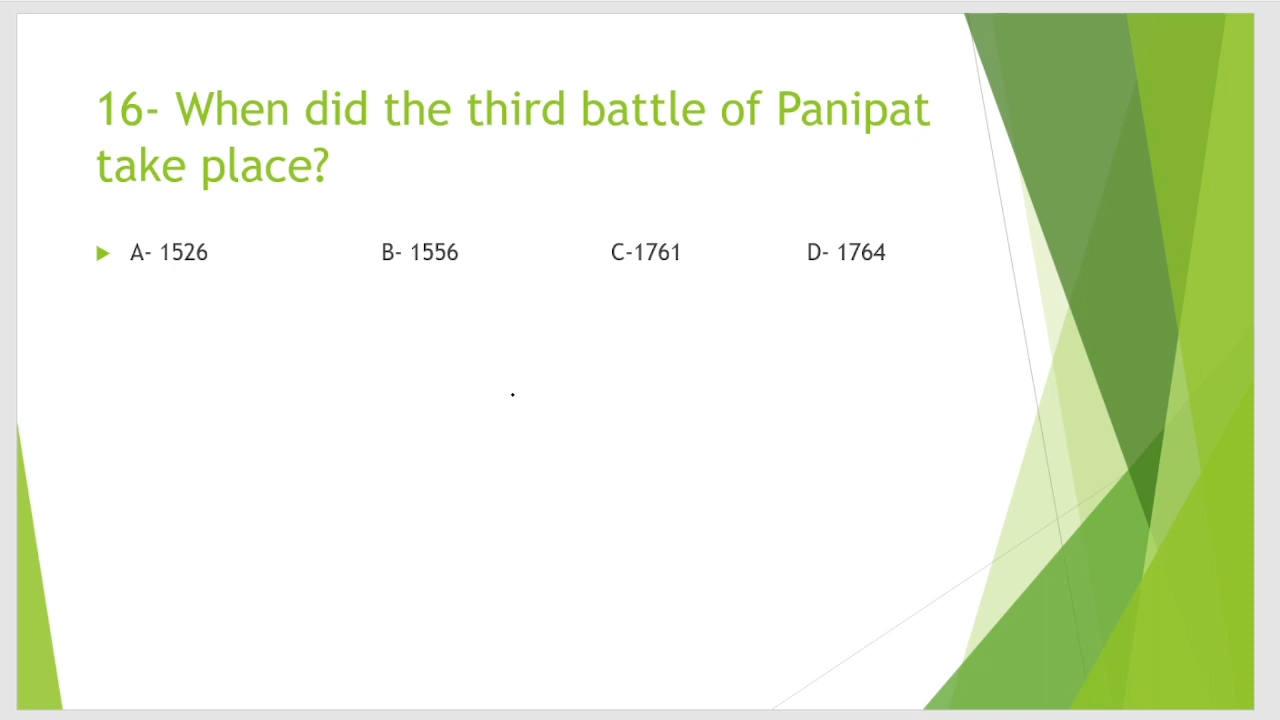 16- When did the third battle of Panipat
take place?
A- 1526 B- 1556 C-1761 D- 1764